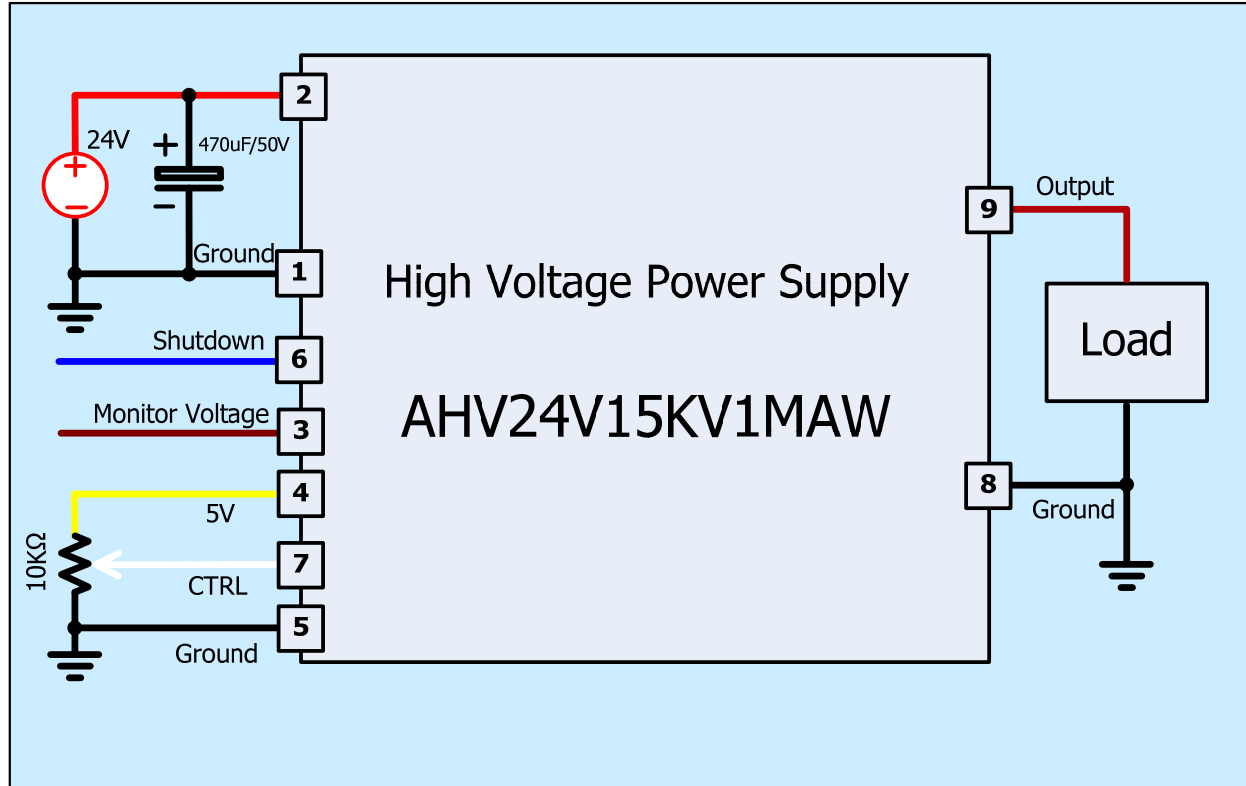 2
24V
+
470uF/50V
+
−
−
Ground
1
Shutdown
6
Monitor Voltage
3
4
5V
10KΩ
7
CTRL
5
Ground
High Voltage Power Supply
AHV24V15KV1MAW
9
Output
Load
8
Ground